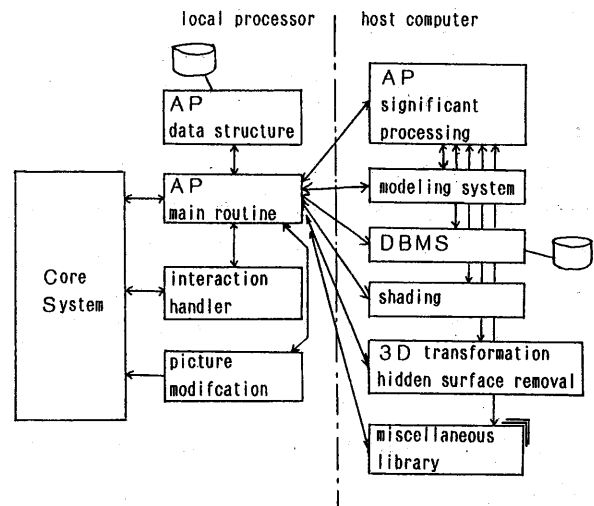 local processor
host computer
AP
data structure
AP
main routine
Core
System
interaction
handler
picture
modifcation
AP
significant
processing
modeling system
DBMS
shading
3D transformation
hidden surface removal
miscellaneous
library